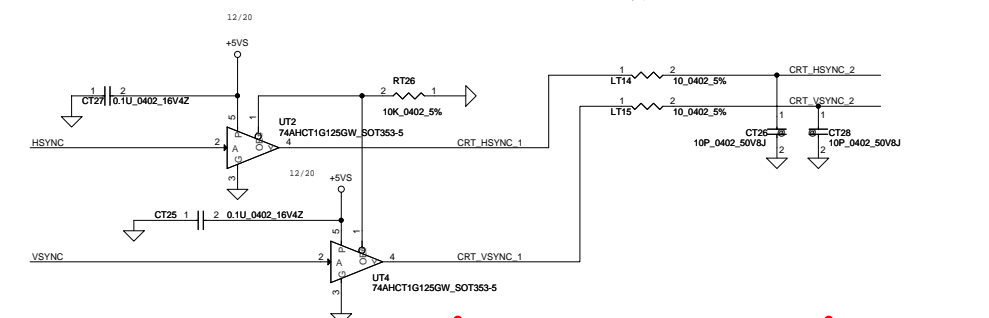 12/20
+5VS
RT26
1 2
2 1
CT27 0.1U_0402_16V4Z
10K_0402_5%
5
1
P
OE
UT2
74AHCT1G125GW_SOT353-5
HSYNC
2
A
Y
4
G
3
CRT_HSYNC_1
1 2
LT14
10_0402_5%
CRT_HSYNC_2
1 2
LT15
10_0402_5%
CRT_VSYNC_2
1
CT26
10P_0402_50V8J
2
1
CT28
10P_0402_50V8J
2
12/20
+5VS
CT25 1 2 0.1U_0402_16V4Z
5
1
P
OE
VSYNC
2
A
Y
4
G
3
CRT_VSYNC_1
UT4
74AHCT1G125GW_SOT353-5